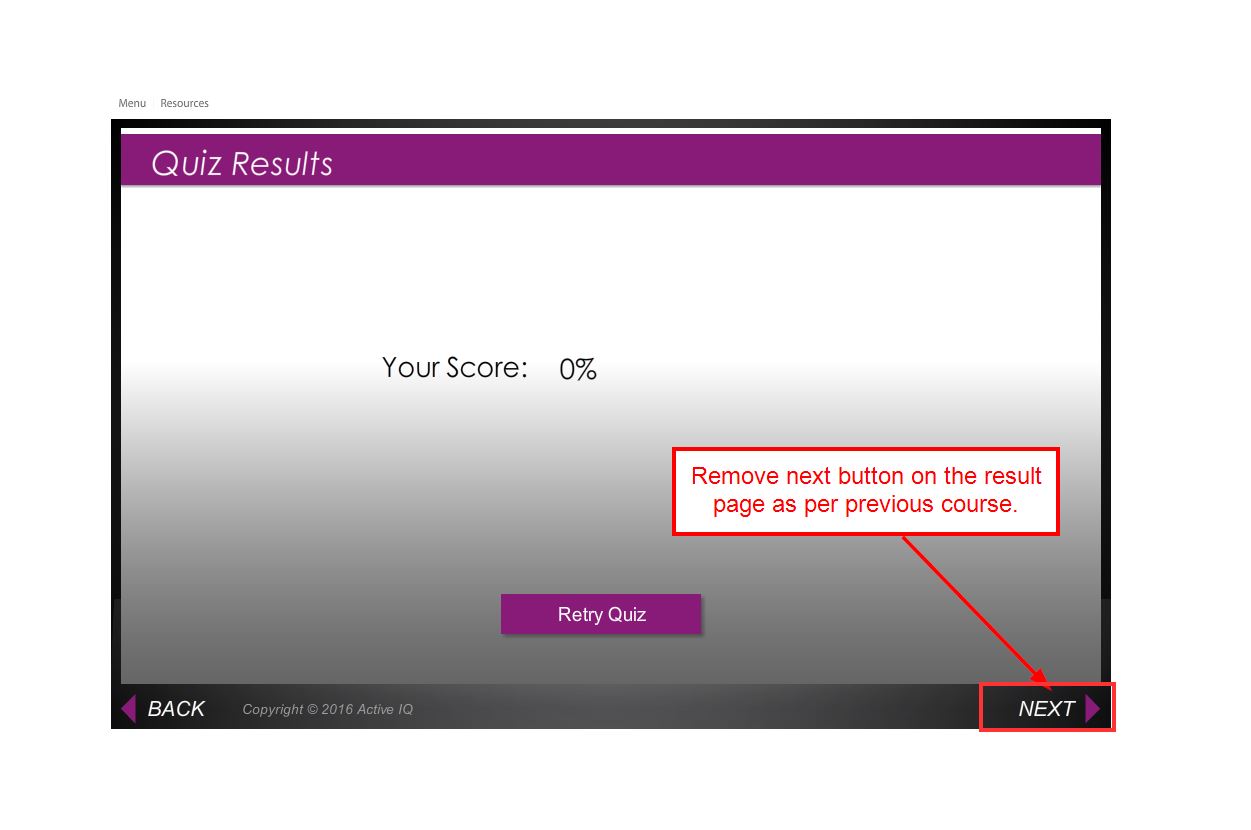 Menu Resources
Quiz Results
Your Score: 0%
Remove next button on the result
page as per previous course.
Retry Quiz
BACK Copyright © 2016 Active IQ NEXT